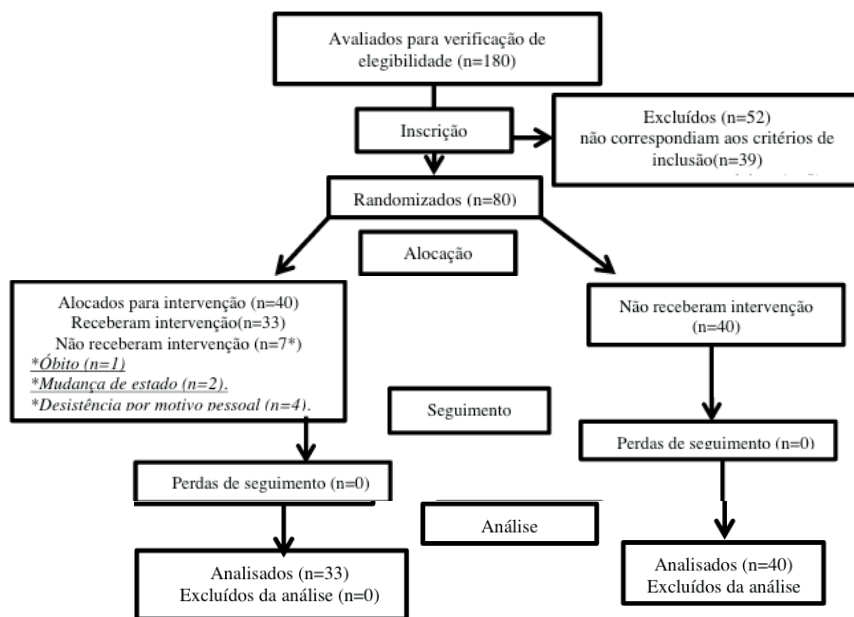 Avaliados para verificação de
elegibilidade (n=180)
Inscrição
Excluídos (n=52)
não correspondiam aos critérios de
inclusão(n=39)
Randomizados (n=80)
Alocação
Alocados para intervenção (n=40)
Receberam intervenção(n=33)
Não receberam intervenção (n=7*)
*Óbito (n=1)
*Mudança de estado (n=2).
*Desistência por motivo pessoal (n=4).
Não receberam intervenção
(n=40)
Seguimento
Perdas de seguimento (n=0)
Perdas de seguimento (n=0)
Análise
Analisados (n=33)
Excluídos da análise (n=0)
Analisados (n=40)
Excluídos da análise